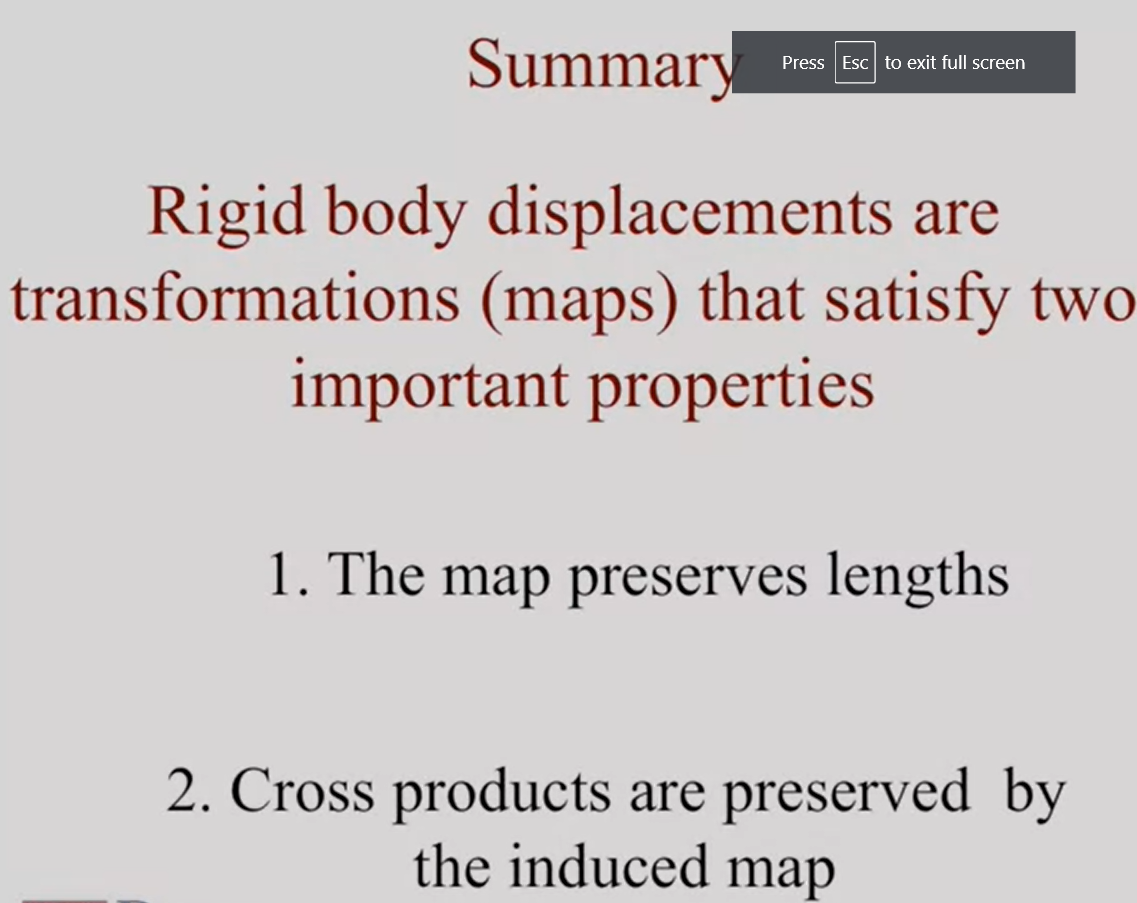 Summary
Press Esc to exit full screen
Rigid body displacements are
transformations (maps) that satisfy two
important properties
1. The map preserves lengths
2. Cross products are preserved by
the induced map